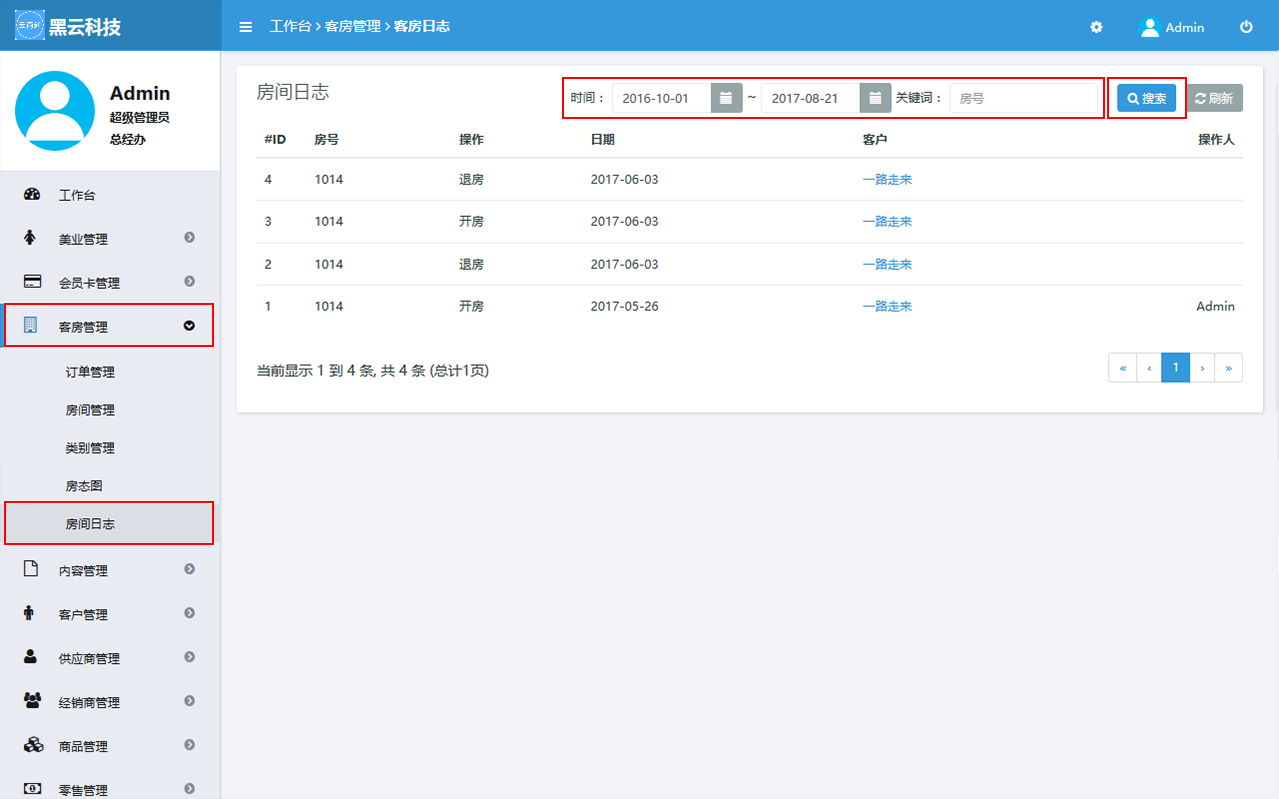 黑云科技
工作台 › 客房管理 › 客房日志
Admin
Admin
超级管理员
总经办
工作台
美业管理
会员卡管理
客房管理
订单管理
房间管理
类别管理
房态图
房间日志
内容管理
客户管理
供应商管理
经销商管理
商品管理
零售管理
房间日志
时间： 2016-10-01 ~ 2017-08-21 关键词： 房号 搜索 刷新
#ID 房号 操作 日期 客户 操作人
4 1014 退房 2017-06-03 一路走来
3 1014 开房 2017-06-03 一路走来
2 1014 退房 2017-06-03 一路走来
1 1014 开房 2017-05-26 一路走来 Admin
当前显示 1 到 4 条, 共 4 条 (总计1页)
« ‹ 1 › »